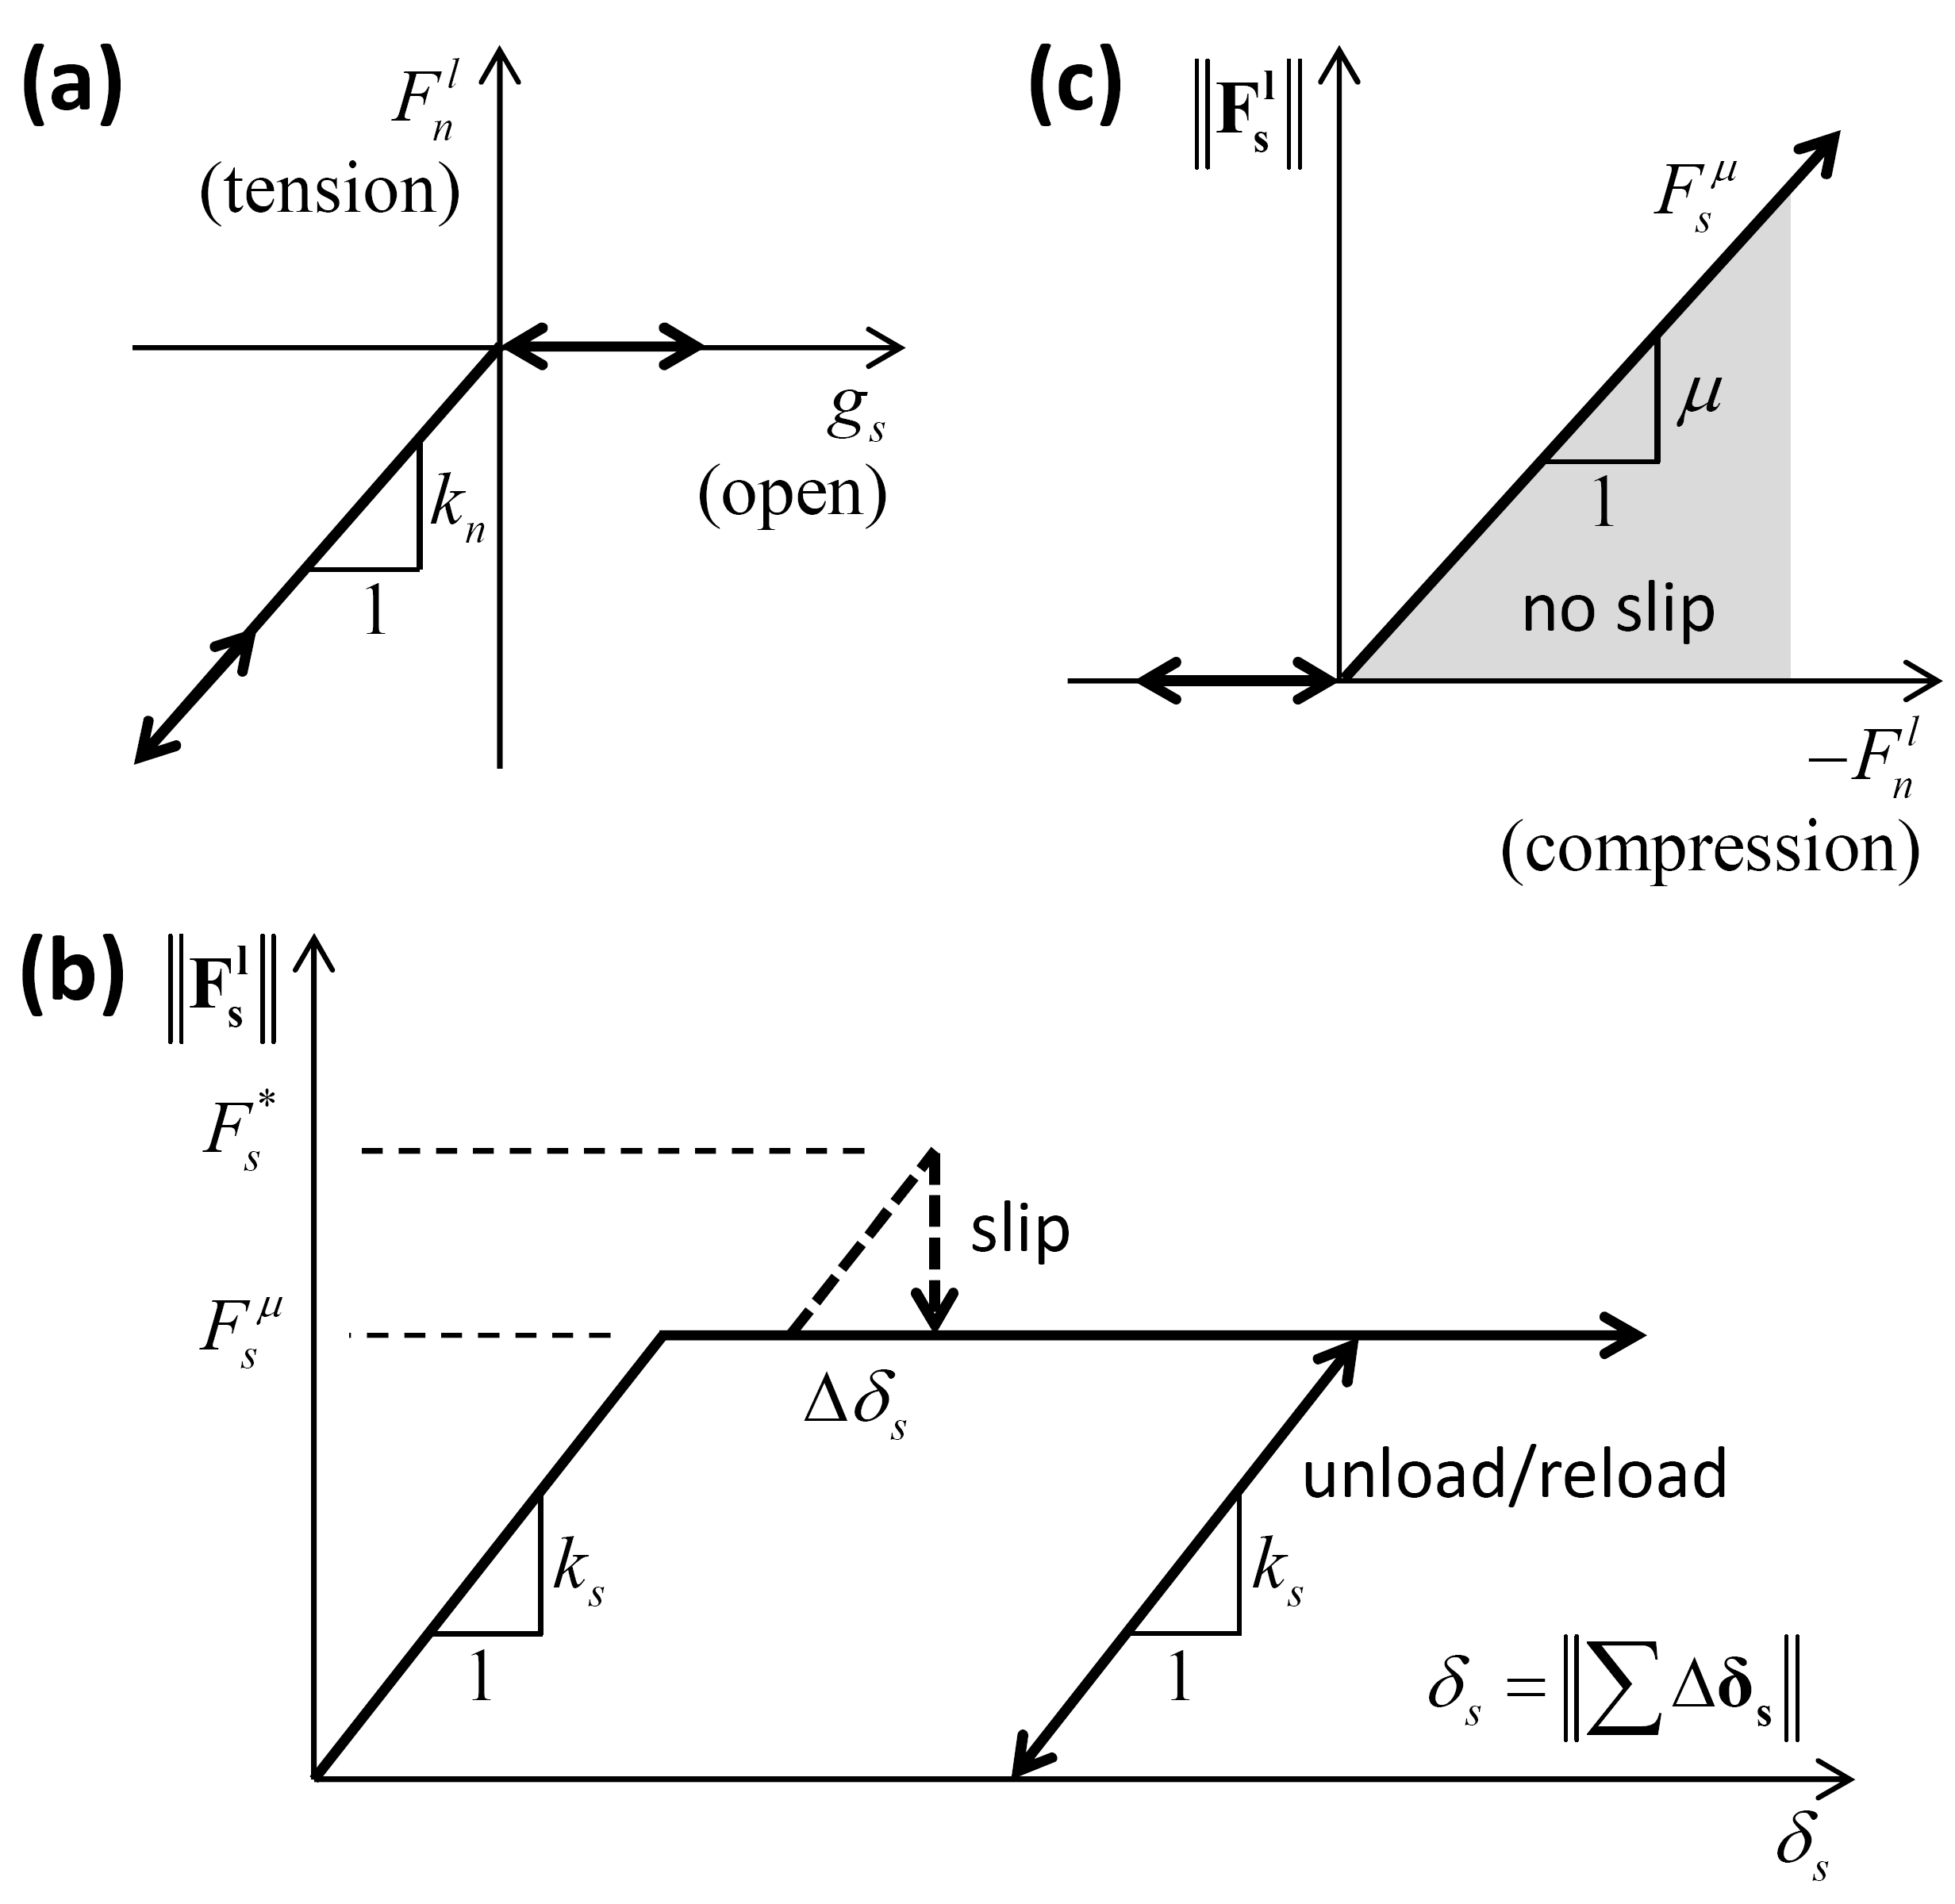 (a)
F_n^l
(tension)
g_s
(open)
k_n
1
(c)
‖F_s^l‖
F_s^μ
μ
1
no slip
−F_n^l
(compression)
(b)
‖F_s^l‖
F_s^*
slip
F_s^μ
Δδ_s
unload/reload
k_s
1
k_s
1
δ_s = ‖∑Δδ_s‖
δ_s